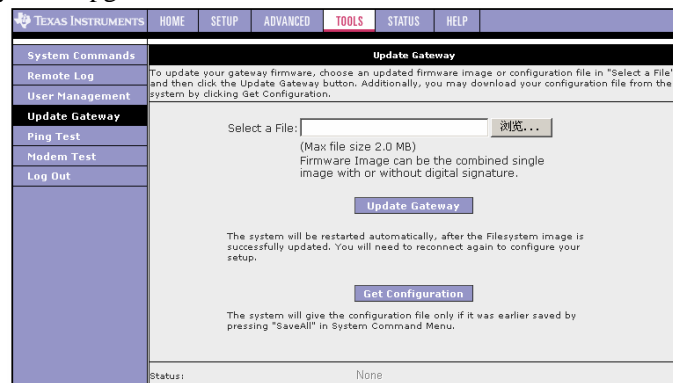 TEXAS INSTRUMENTS
HOME SETUP ADVANCED TOOLS STATUS HELP
System Commands
Remote Log
User Management
Update Gateway
Ping Test
Modem Test
Log Out
Update Gateway
To update your gateway firmware, choose an updated firmware image or configuration file in "Select a File"
and then click the Update Gateway button. Additionally, you may download your configuration file from the
system by clicking Get Configuration.
Select a File: 浏览...
(Max file size 2.0 MB)
Firmware Image can be the combined single
image with or without digital signature.
Update Gateway
The system will be restarted automatically, after the Filesystem image is
successfully updated. You will need to reconnect again to configure your
setup.
Get Configuration
The system will give the configuration file only if it was earlier saved by
pressing "SaveAll" in System Command Menu.
Status: None